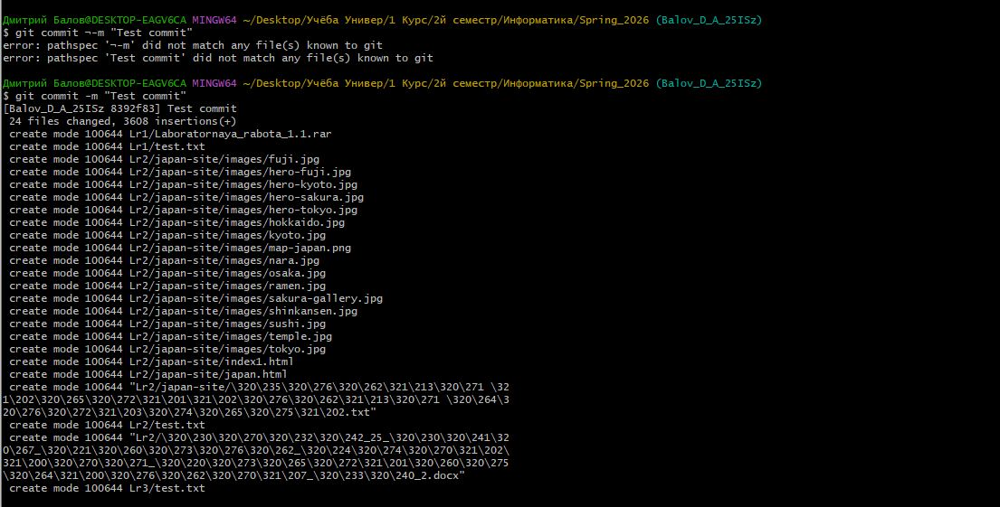 Дмитрий Балов@DESKTOP-EAGV6CA MINGW64 ~/Desktop/Учёба Универ/1 Курс/2й семестр/Информатика/Spring_2026 (Balov_D_A_25ISz)
$ git commit ¬-m "Test commit"
error: pathspec '¬-m' did not match any file(s) known to git
error: pathspec 'Test commit' did not match any file(s) known to git
Дмитрий Балов@DESKTOP-EAGV6CA MINGW64 ~/Desktop/Учёба Универ/1 Курс/2й семестр/Информатика/Spring_2026 (Balov_D_A_25ISz)
$ git commit -m "Test commit"
[Balov_D_A_25ISz 8392f83] Test commit
 24 files changed, 3608 insertions(+)
 create mode 100644 Lr1/Laboratornaya_rabota_1.1.rar
 create mode 100644 Lr1/test.txt
 create mode 100644 Lr2/japan-site/images/fuji.jpg
 create mode 100644 Lr2/japan-site/images/hero-fuji.jpg
 create mode 100644 Lr2/japan-site/images/hero-kyoto.jpg
 create mode 100644 Lr2/japan-site/images/hero-sakura.jpg
 create mode 100644 Lr2/japan-site/images/hero-tokyo.jpg
 create mode 100644 Lr2/japan-site/images/hokkaido.jpg
 create mode 100644 Lr2/japan-site/images/kyoto.jpg
 create mode 100644 Lr2/japan-site/images/map-japan.png
 create mode 100644 Lr2/japan-site/images/nara.jpg
 create mode 100644 Lr2/japan-site/images/osaka.jpg
 create mode 100644 Lr2/japan-site/images/ramen.jpg
 create mode 100644 Lr2/japan-site/images/sakura-gallery.jpg
 create mode 100644 Lr2/japan-site/images/shinkansen.jpg
 create mode 100644 Lr2/japan-site/images/sushi.jpg
 create mode 100644 Lr2/japan-site/images/temple.jpg
 create mode 100644 Lr2/japan-site/images/tokyo.jpg
 create mode 100644 Lr2/japan-site/index1.html
 create mode 100644 Lr2/japan-site/japan.html
 create mode 100644 "Lr2/japan-site/\320\235\320\276\320\262\321\213\320\271 \32
1\202\320\265\320\272\321\201\321\202\320\276\320\262\321\213\320\271 \320\264\3
20\276\320\272\321\203\320\274\320\265\320\275\321\202.txt"
 create mode 100644 Lr2/test.txt
 create mode 100644 "Lr2/\320\230\320\270\320\232\320\242_25_\320\230\320\241\32
0\267_\320\221\320\260\320\273\320\276\320\262_\320\224\320\274\320\270\321\202\
321\200\320\270\320\271_\320\220\320\273\320\265\320\272\321\201\320\260\320\275
\320\264\321\200\320\276\320\262\320\270\321\207_\320\233\320\240_2.docx"
 create mode 100644 Lr3/test.txt